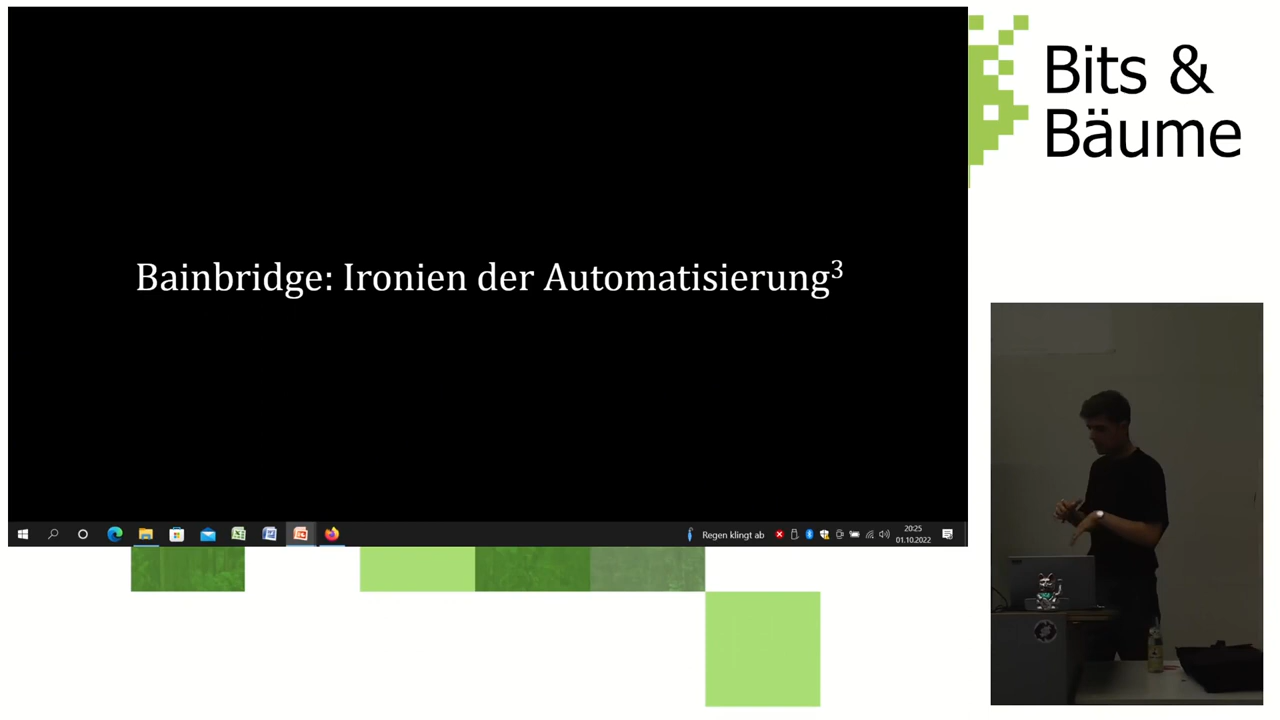 Bits &
Bäume
Bainbridge: Ironien der Automatisierung³
Regen klingt ab
20:25
01.10.2022